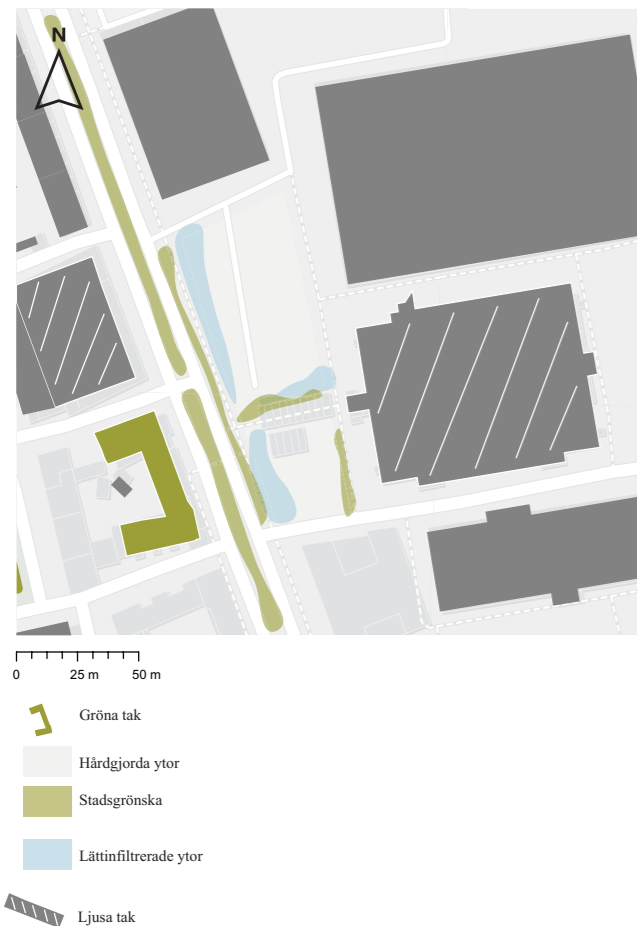 N
0 25 m 50 m
Gröna tak
Hårdgjorda ytor
Stadsgrönska
Lättinfiltrerade ytor
Ljusa tak